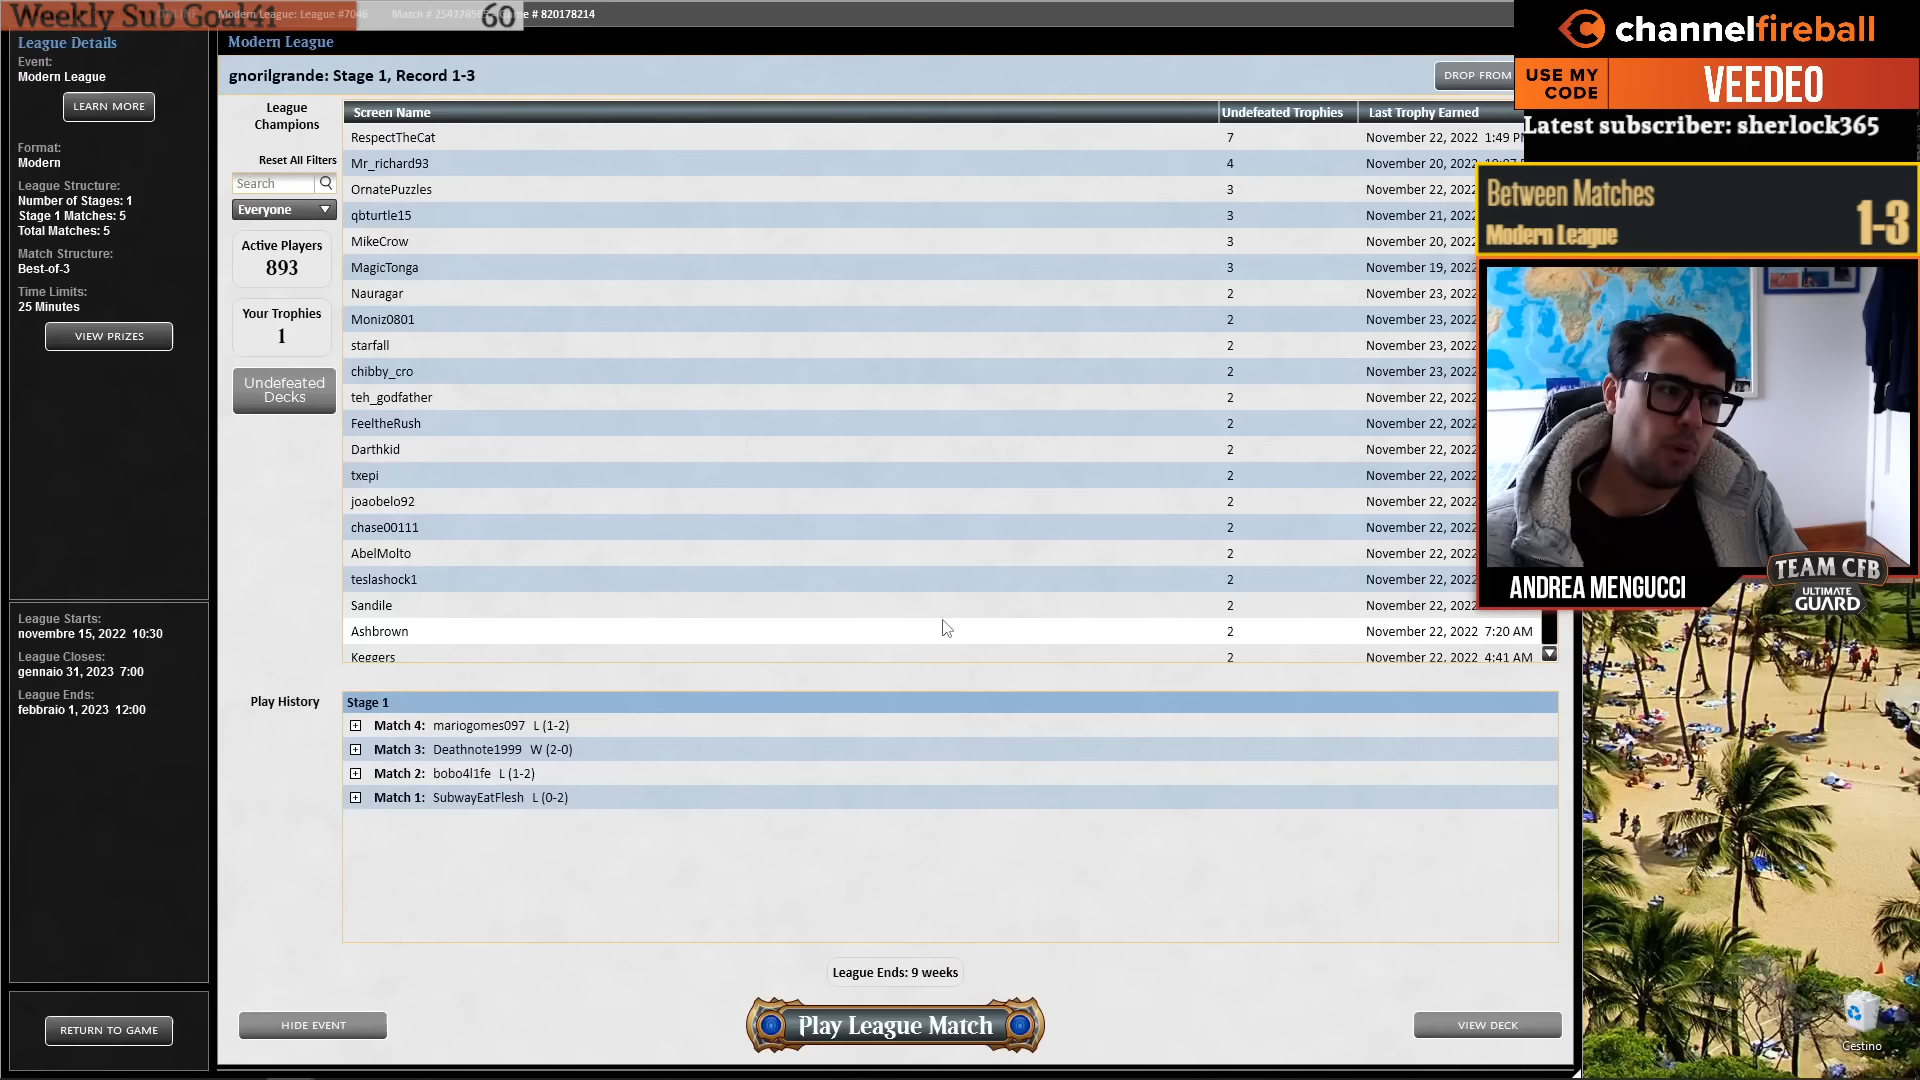 Weekly Sub Goal 41
60
Modern League: League #7046
Match # 254278565
Game # 820178214
League Details
Event:
Modern League
LEARN MORE
Format:
Modern
League Structure:
Number of Stages: 1
Stage 1 Matches: 5
Total Matches: 5
Match Structure:
Best-of-3
Time Limits:
25 Minutes
VIEW PRIZES
League Starts:
novembre 15, 2022 10:30
League Closes:
gennaio 31, 2023 7:00
League Ends:
febbraio 1, 2023 12:00
RETURN TO GAME
Modern League
gnorilgrande: Stage 1, Record 1-3
DROP FROM
League
Champions
Reset All Filters
Search
Everyone
Active Players
893
Your Trophies
1
Undefeated
Decks
Screen Name Undefeated Trophies Last Trophy Earned
RespectTheCat 7 November 22, 2022 1:49 P
Mr_richard93 4 November 20, 2022
OrnatePuzzles 3 November 22, 2022
qbturtle15 3 November 21, 2022
MikeCrow 3 November 20, 2022
MagicTonga 3 November 19, 2022
Nauragar 2 November 23, 2022
Moniz0801 2 November 23, 2022
starfall 2 November 23, 2022
chibby_cro 2 November 23, 2022
teh_godfather 2 November 22, 2022
FeeltheRush 2 November 22, 2022
Darthkid 2 November 22, 2022
txepi 2 November 22, 2022
joaobelo92 2 November 22, 2022
chase00111 2 November 22, 2022
AbelMolto 2 November 22, 2022
teslashock1 2 November 22, 2022
Sandile 2 November 22, 2022
Ashbrown 2 November 22, 2022 7:20 AM
Keggers 2 November 22, 2022 4:41 AM
Play History
Stage 1
Match 4: mariogomes097 L (1-2)
Match 3: Deathnote1999 W (2-0)
Match 2: bobo4l1fe L (1-2)
Match 1: SubwayEatFlesh L (0-2)
League Ends: 9 weeks
HIDE EVENT
Play League Match
VIEW DECK
channelfireball
USE MY
CODE
VEEDEO
Latest subscriber: sherlock365
Between Matches
Modern League
1-3
ANDREA MENGUCCI
TEAM CFB
ULTIMATE
GUARD
Cestino